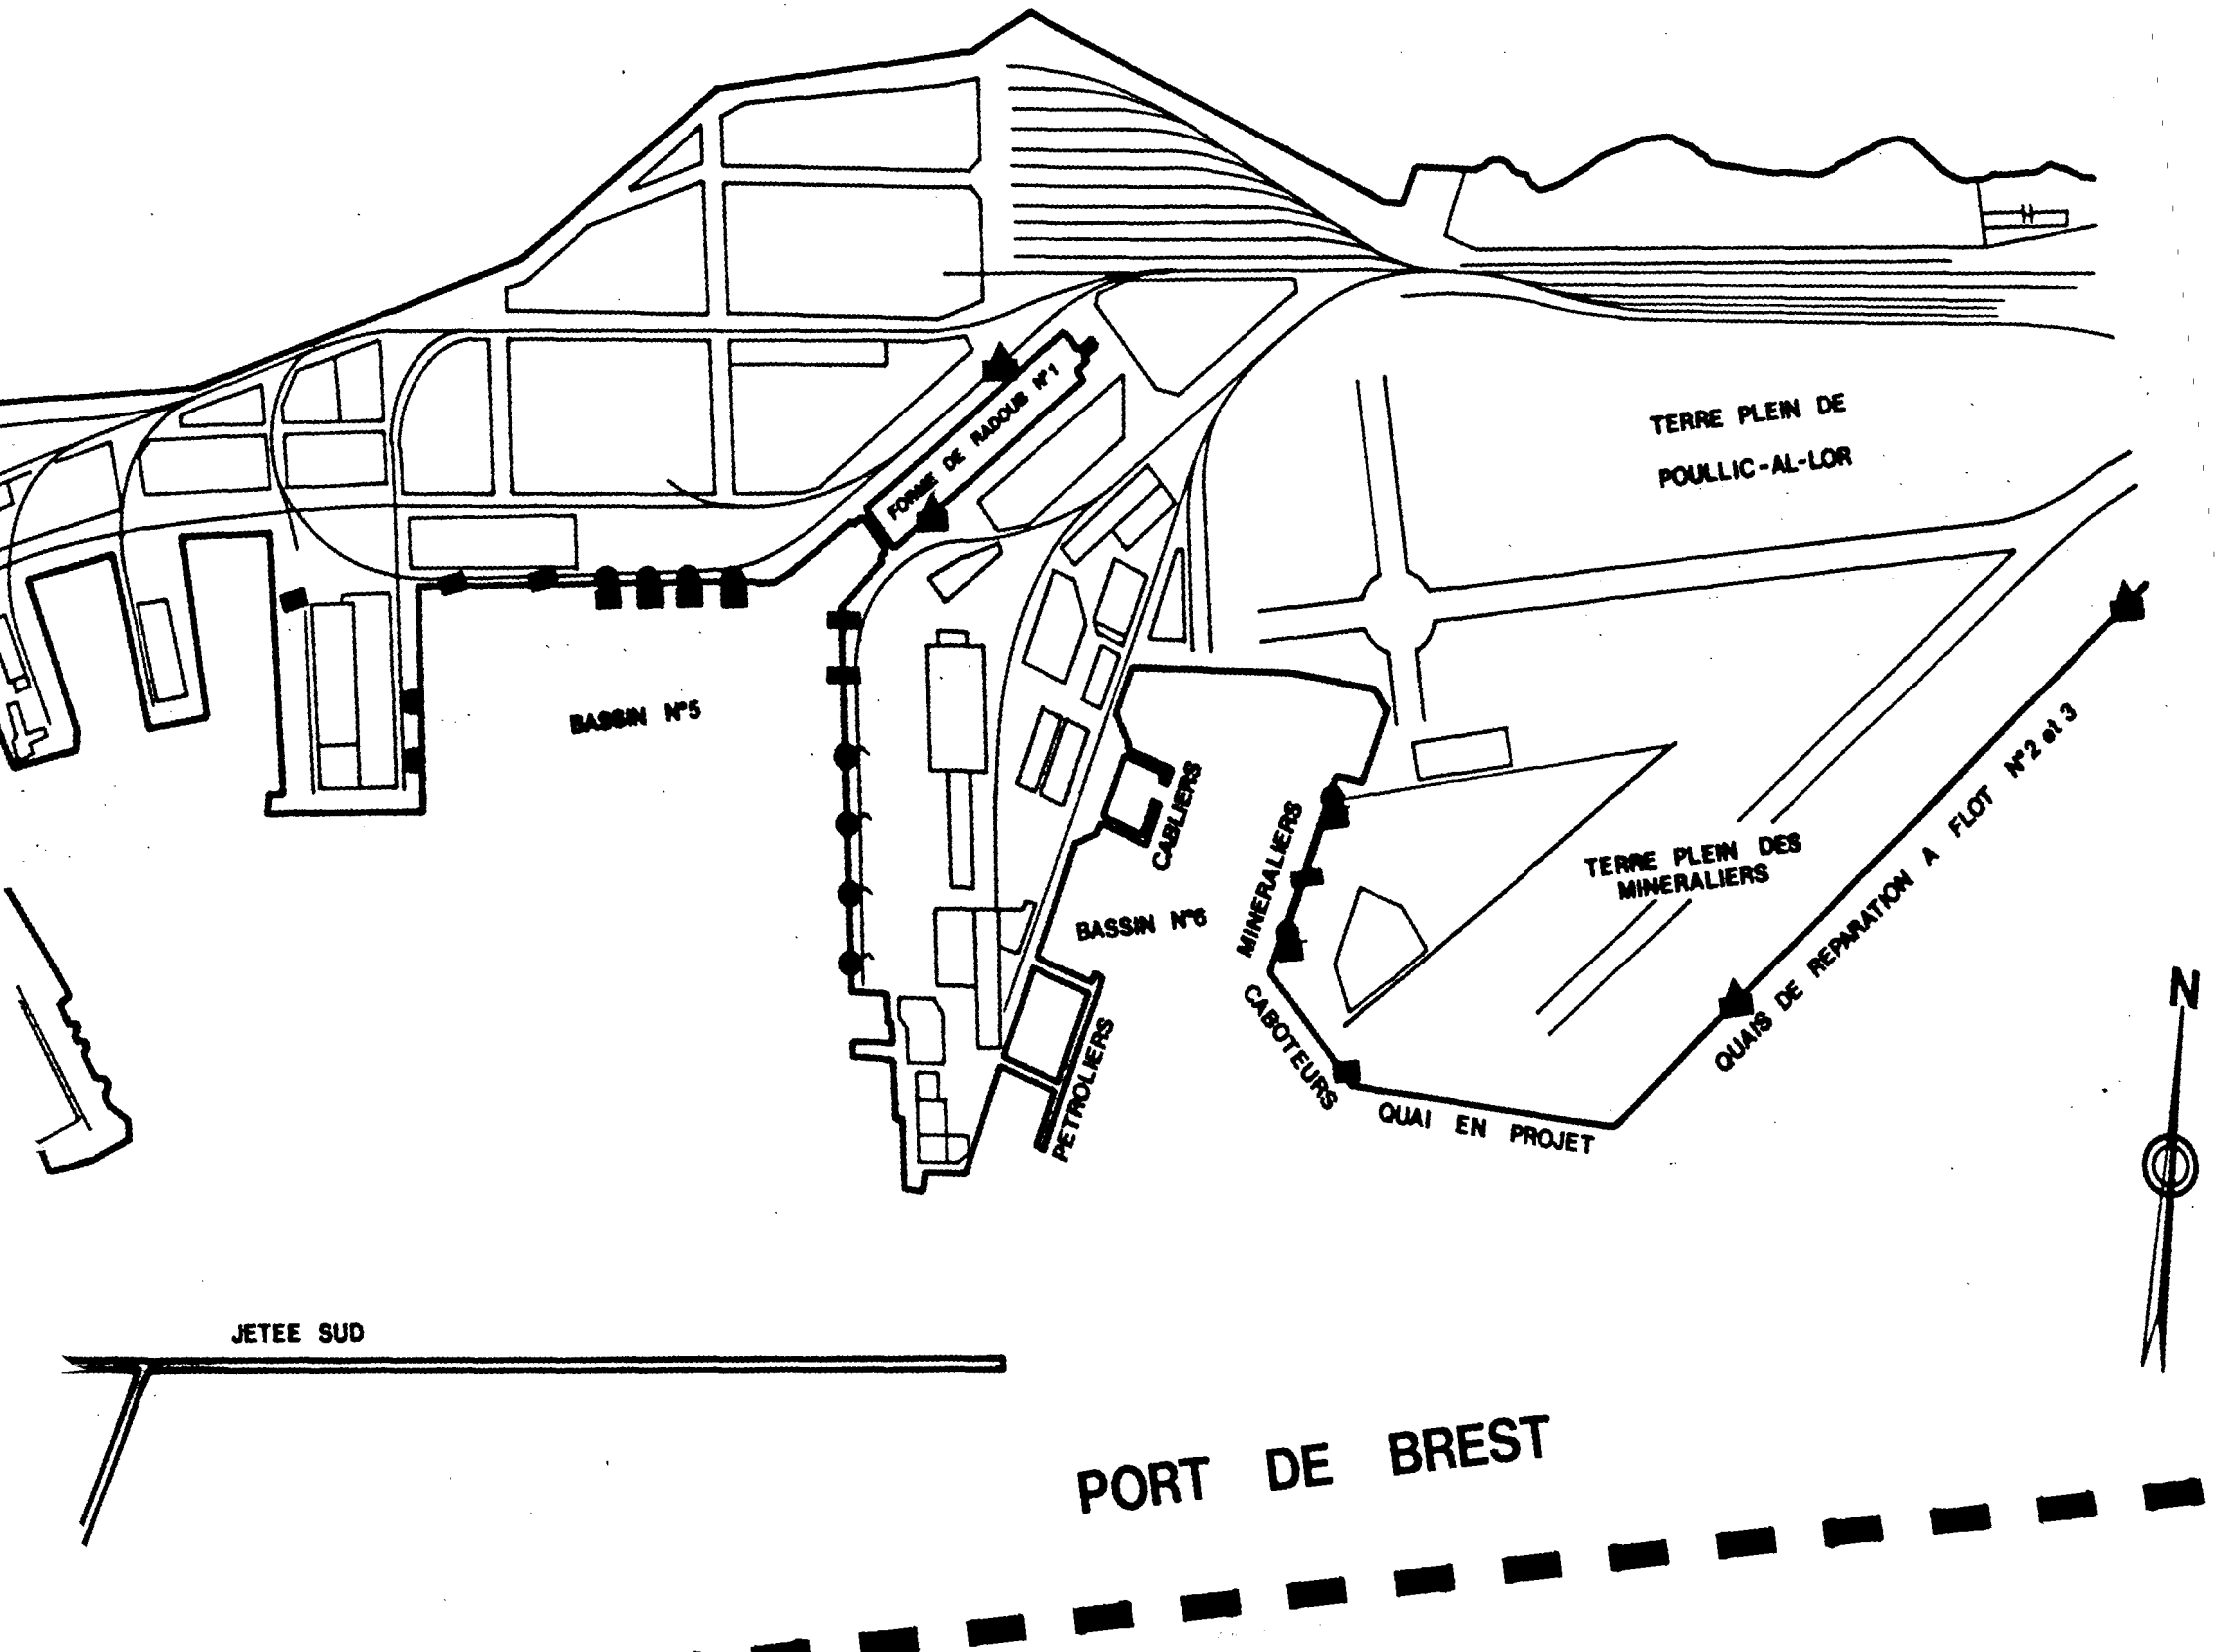 FORME DE RADOUB N°1
TERRE PLEIN DE
POULLIC-AL-LOR
BASSIN N°5
CABLIERS
MINERALIERS
TERRE PLEIN DES
MINERALIERS
QUAIS DE REPARATION A FLOT N°2 et 3
BASSIN N°6
CABOTEURS
PETROLIERS
QUAI EN PROJET
N
JETEE SUD
PORT DE BREST